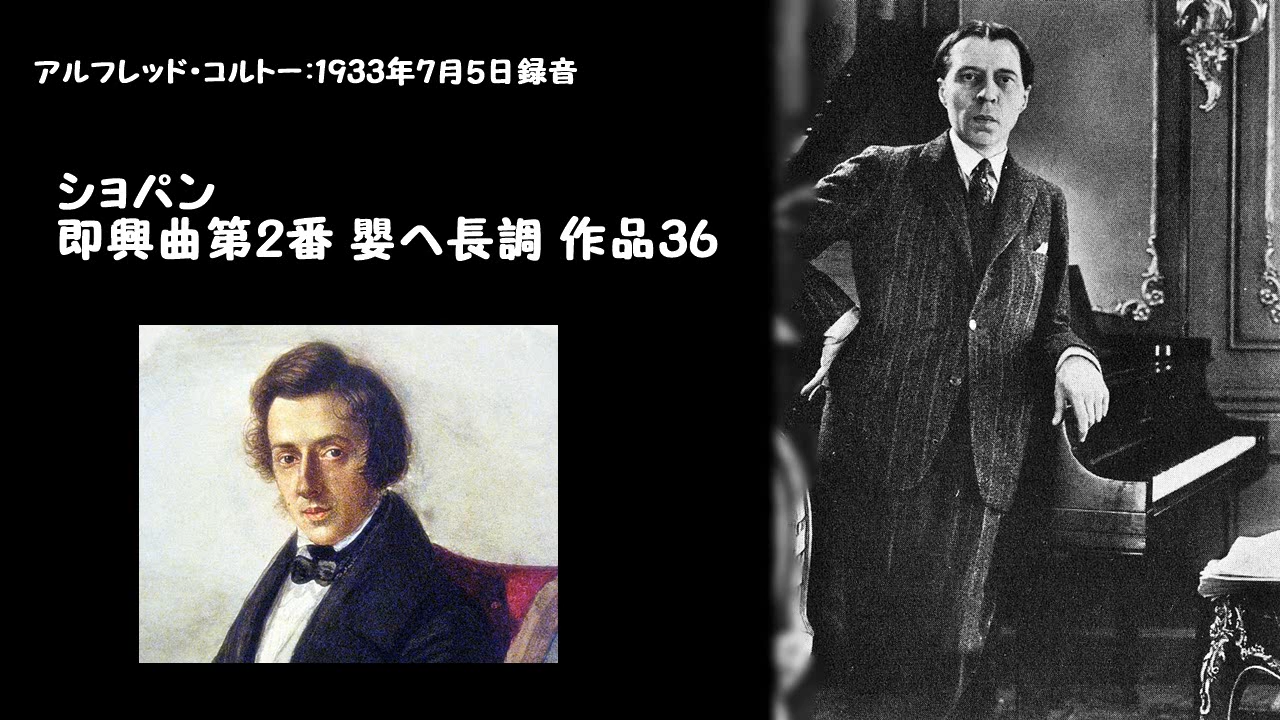 アルフレッド・コルトー：1933年7月5日録音
ショパン
即興曲第2番 嬰ヘ長調 作品36